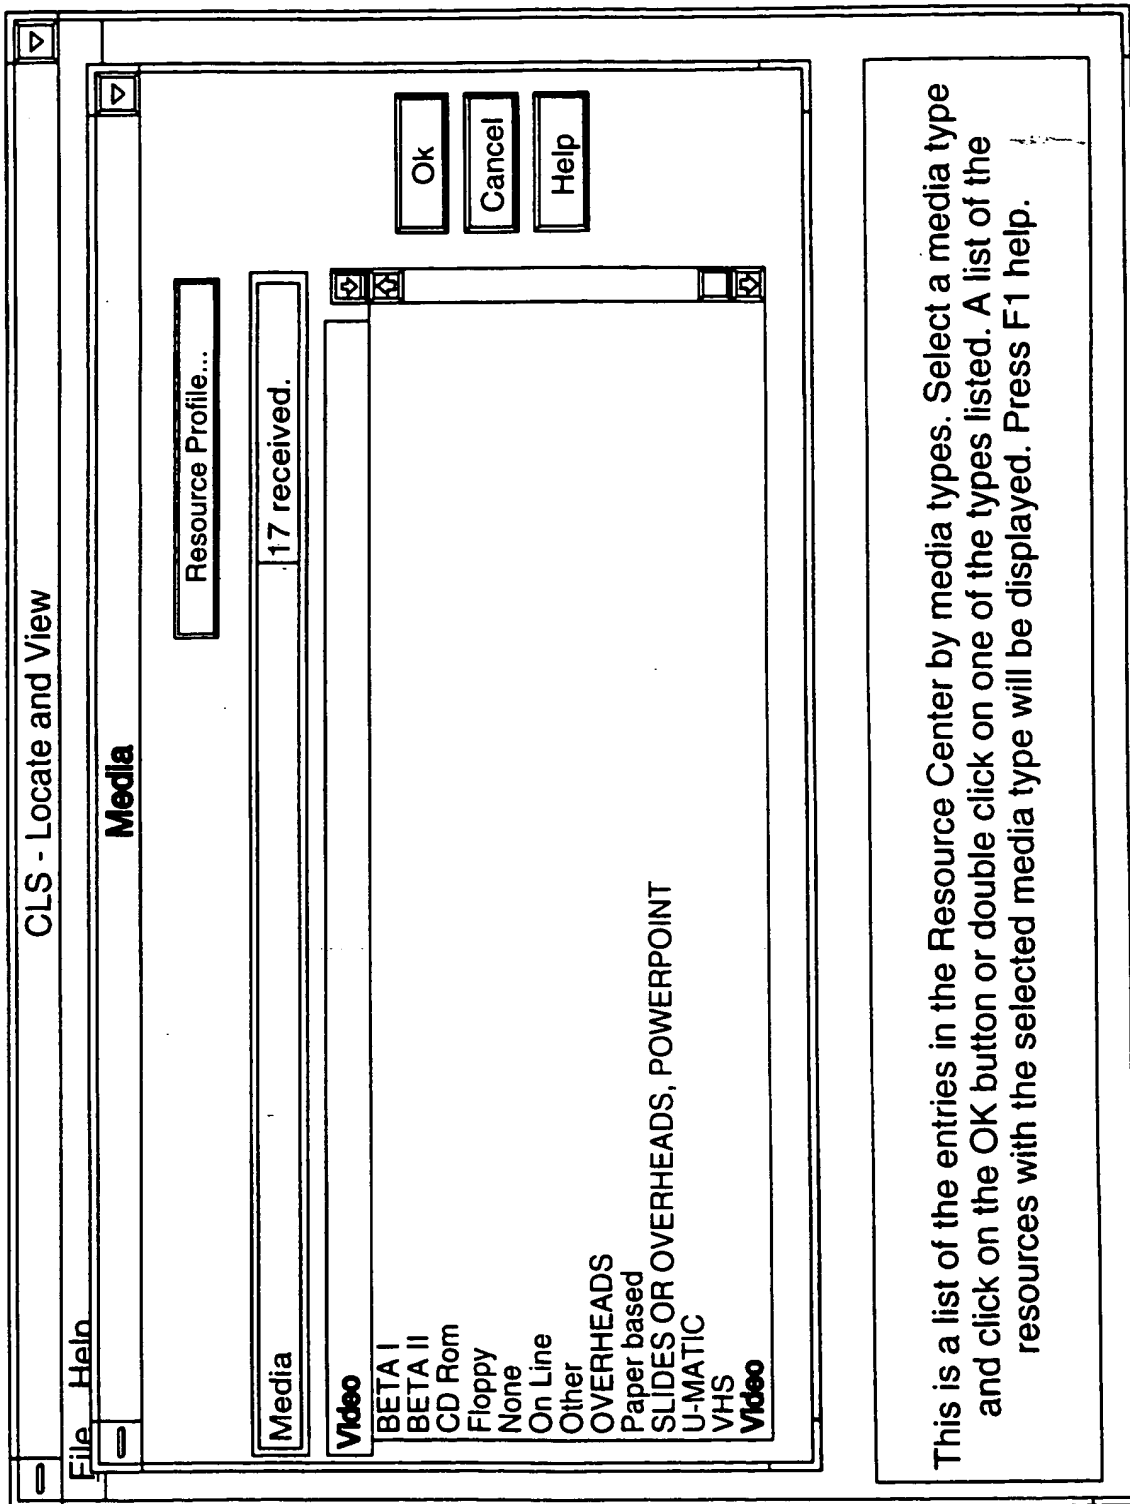 CLS - Locate and View
File Help
Media
Resource Profile...
Media
17 received.
Video
BETA I
BETA II
CD Rom
Floppy
None
On Line
Other
OVERHEADS
Paper based
SLIDES OR OVERHEADS, POWERPOINT
U-MATIC
VHS
Video
Ok
Cancel
Help
This is a list of the entries in the Resource Center by media types. Select a media type
and click on the OK button or double click on one of the types listed. A list of the
resources with the selected media type will be displayed. Press F1 help.